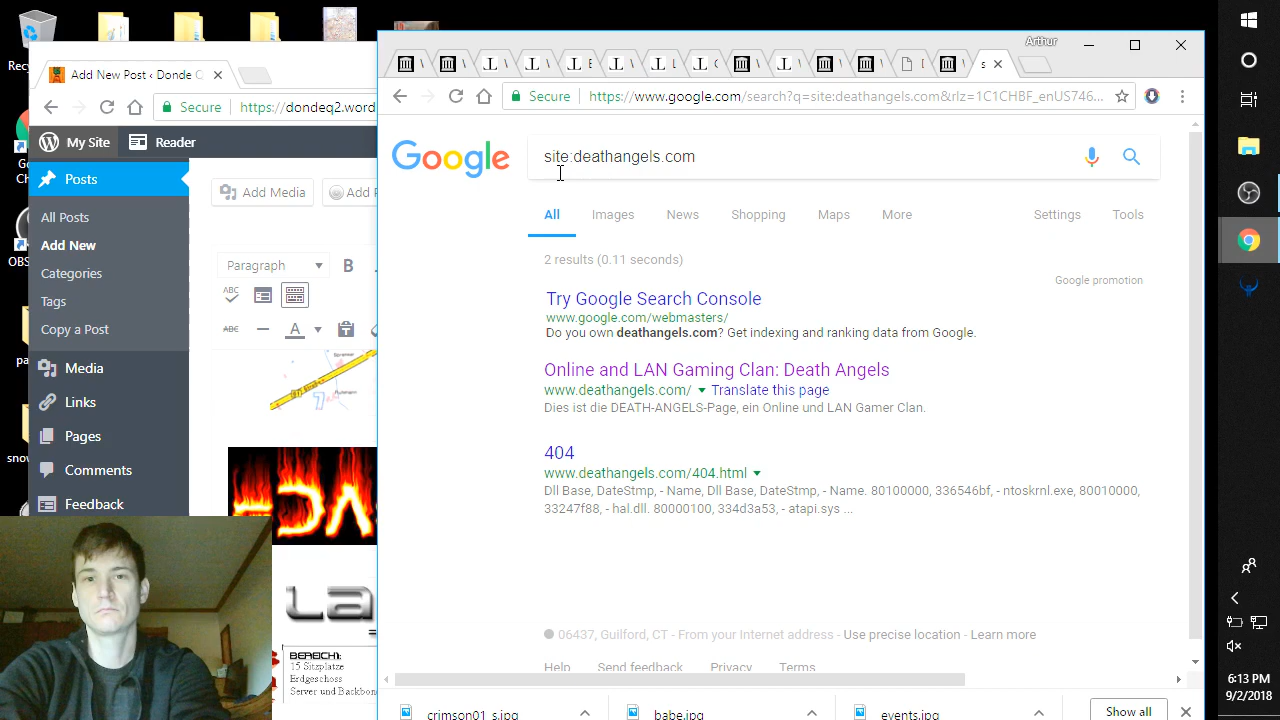 Arthur
Add New Post ‹ Donde C
Secure
https://dondeq2.word
Secure
https://www.google.com/search?q=site:deathangels.com&rlz=1C1CHBF_enUS746...
My Site
Reader
Google
site:deathangels.com
Posts
Add Media
All
Images
News
Shopping
Maps
More
Settings
Tools
All Posts
Add New
2 results (0.11 seconds)
Paragraph
B
Categories
Google promotion
Tags
ABC
Try Google Search Console
www.google.com/webmasters/
Do you own deathangels.com? Get indexing and ranking data from Google.
Copy a Post
ABC
A
Media
Online and LAN Gaming Clan: Death Angels
www.deathangels.com/
Translate this page
Dies ist die DEATH-ANGELS-Page, ein Online und LAN Gamer Clan.
Links
Pages
404
www.deathangels.com/404.html
Comments
Dll Base, DateStmp, - Name, Dll Base, DateStmp, - Name. 80100000, 336546bf, - ntoskrnl.exe, 80010000,
33247f88, - hal.dll. 80000100, 334d3a53, - atapi.sys ...
Feedback
06437, Guilford, CT - From your Internet address - Use precise location - Learn more
BEREICH1:
15 Sitzplätze
Erdgeschoss
Server und Backbon
Help
Send feedback
Privacy
Terms
6:13 PM
9/2/2018
crimson01_s.jpg
babe.jpg
events.jpg
Show all